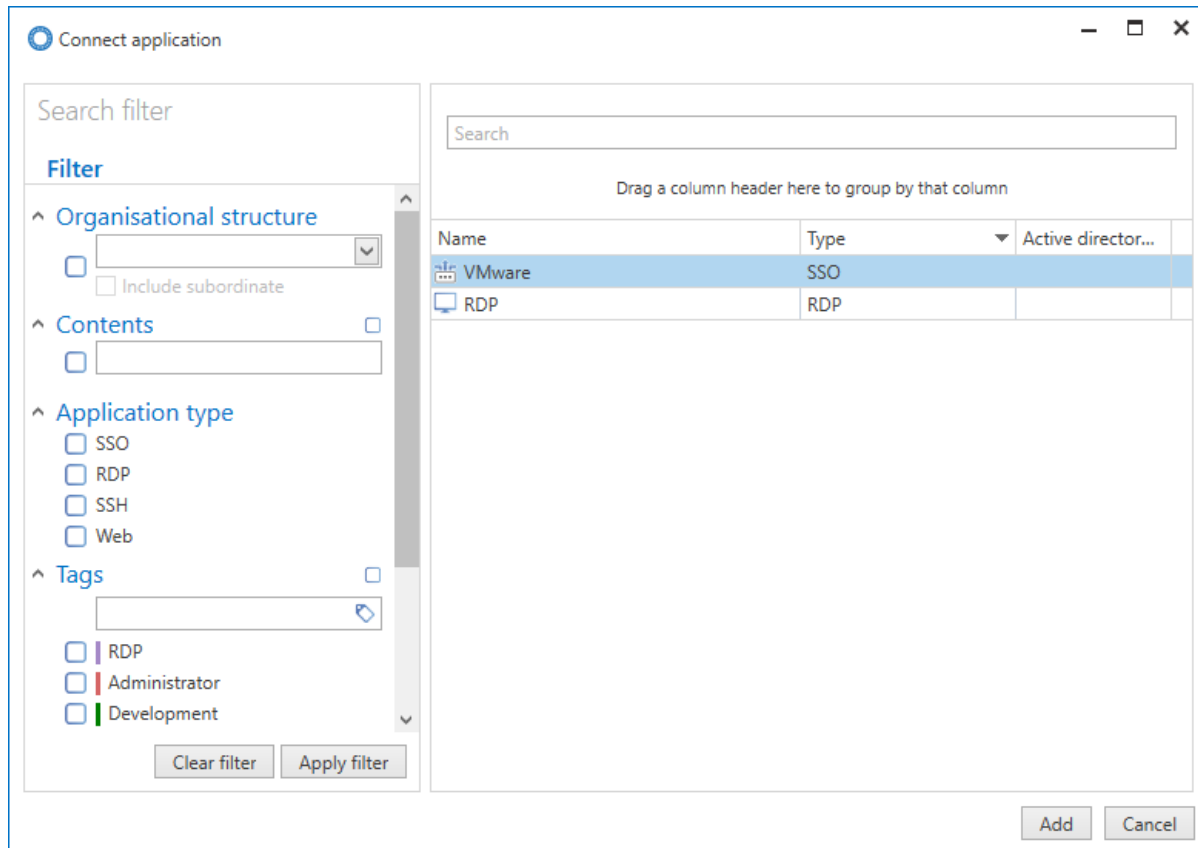 Connect application
Search filter
Filter
Organisational structure
Include subordinate
Contents
Application type
SSO
RDP
SSH
Web
Tags
RDP
Administrator
Development
Clear filter
Apply filter
Search
Drag a column header here to group by that column
Name Type Active director...
VMware SSO
RDP RDP
Add
Cancel